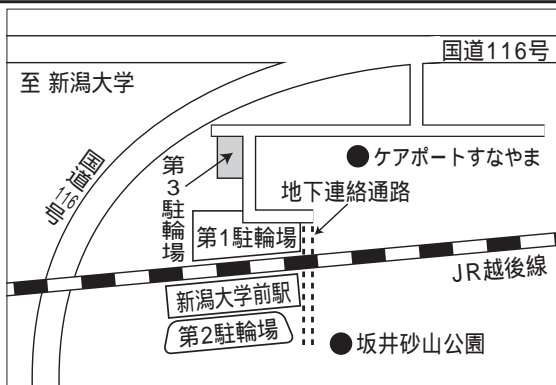 国道116号
至 新潟大学
国道116号
第3駐輪場
ケアポートすなやま
地下連絡通路
第1駐輪場
JR越後線
新潟大学前駅
第2駐輪場
坂井砂山公園